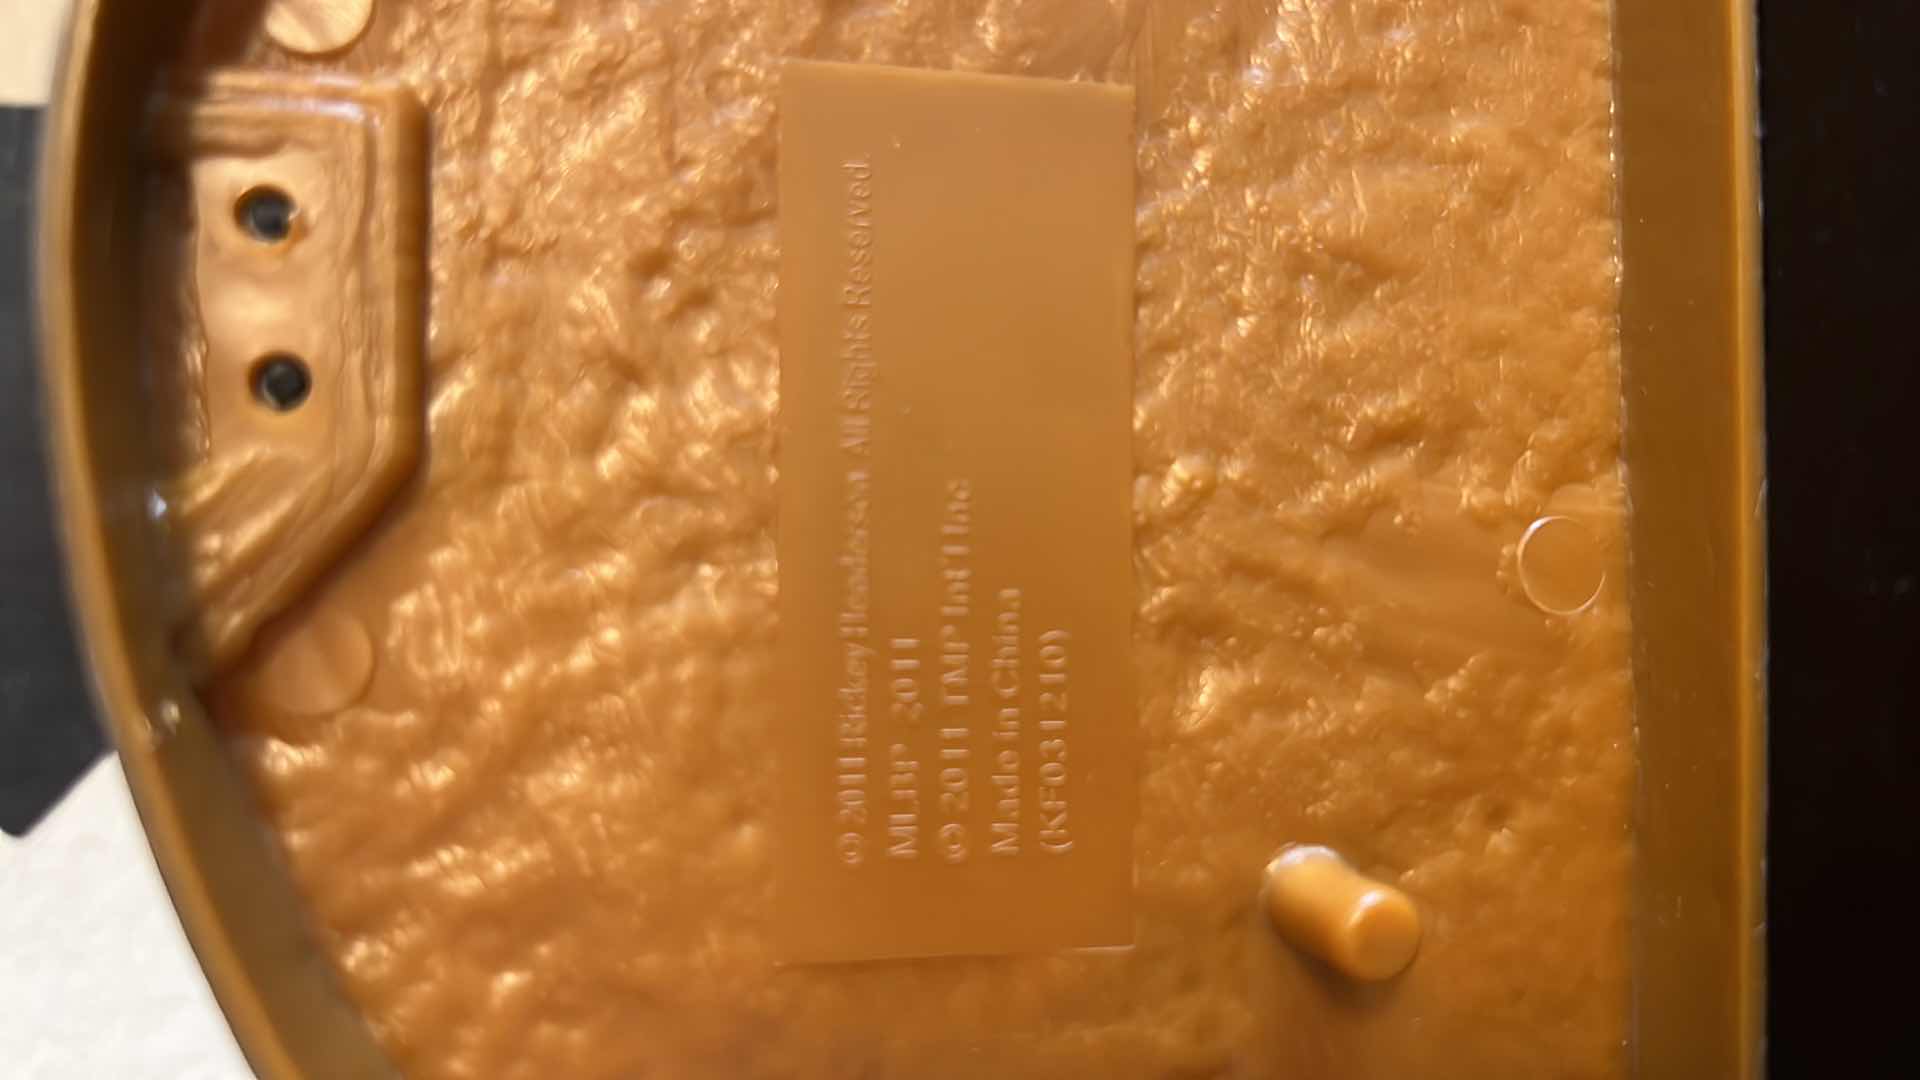 © 2011 Rickey Henderson. All Rights Reserved.
MLBP 2011
© 2011 TMP Int'l Inc
Made in China
(KF031210)